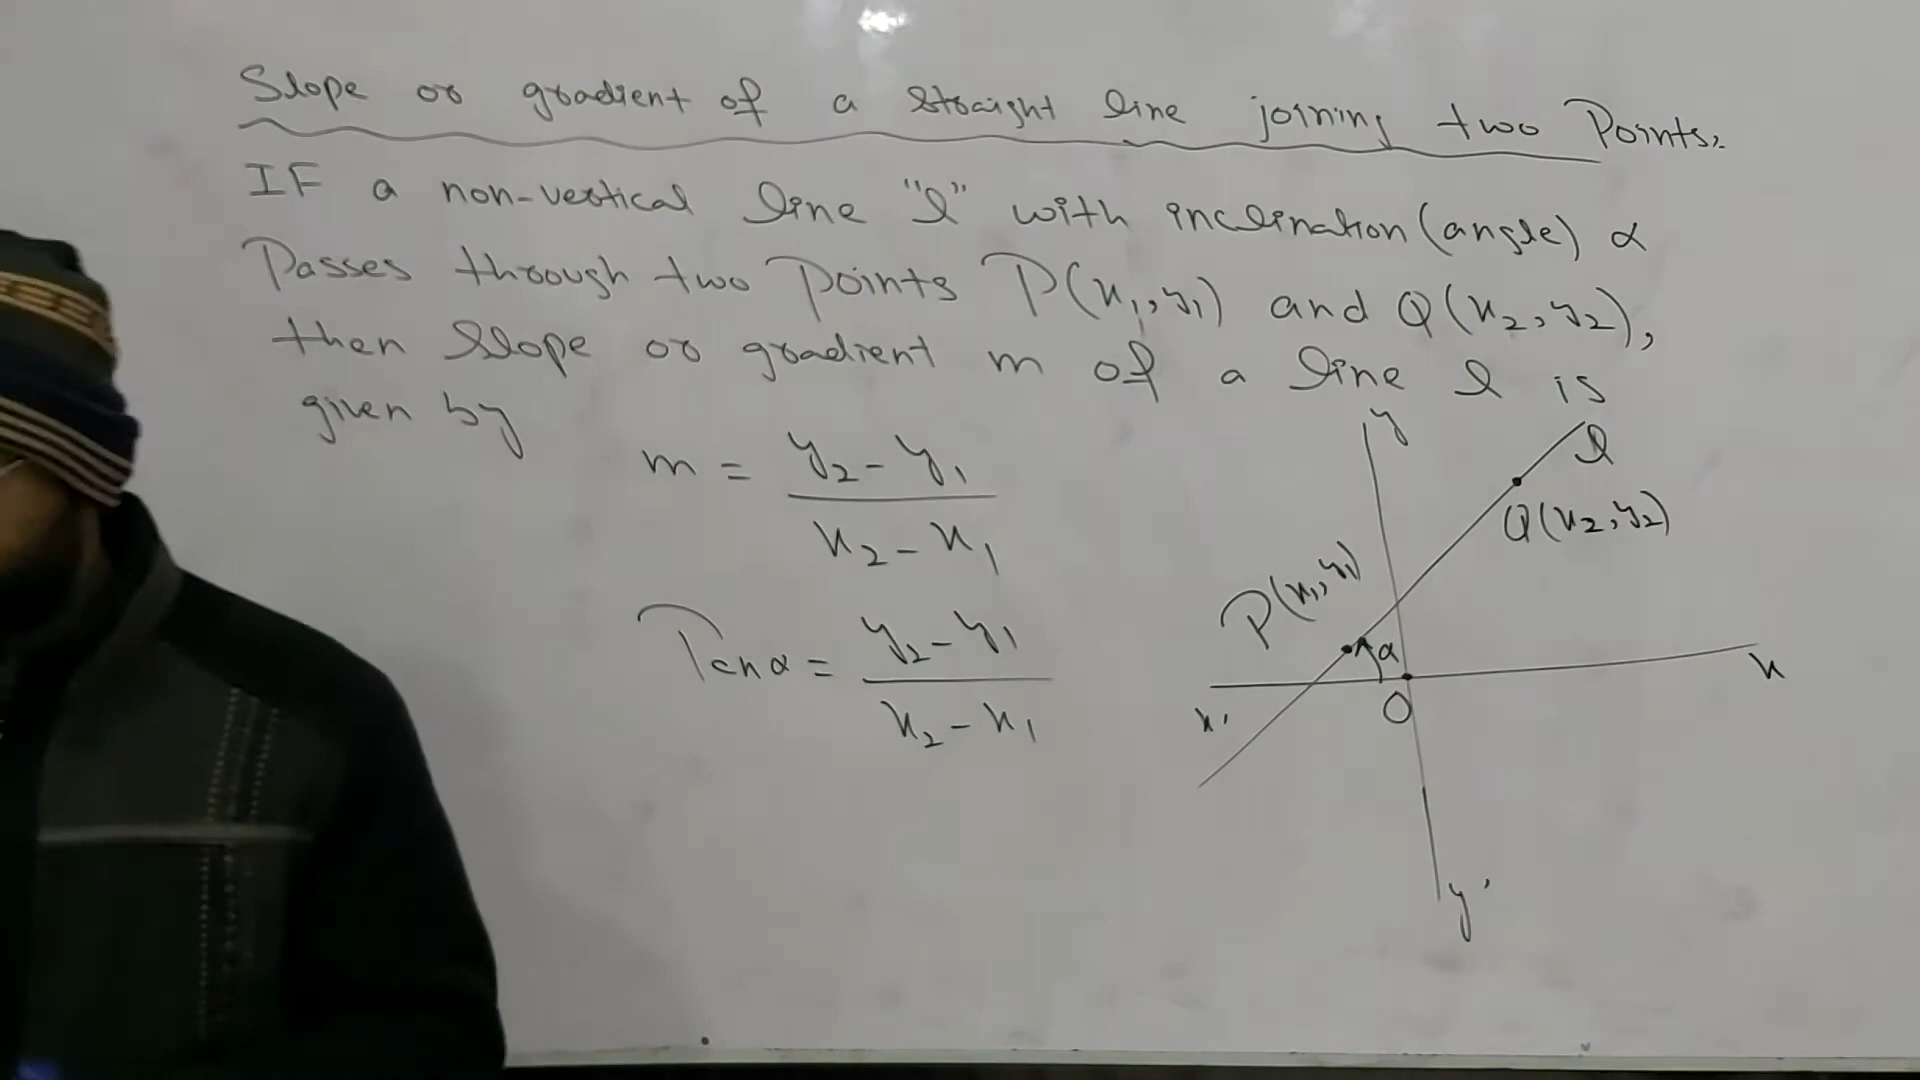 Slope or gradient of a straight line joining two Points.
IF a non-vertical line "l" with inclination (angle) α
Passes through two Points P(x₁, y₁) and Q(x₂, y₂),
then slope or gradient m of a line l is
given by
m = y₂ - y₁ / x₂ - x₁
Tan α = y₂ - y₁ / x₂ - x₁
y
l
Q(x₂, y₂)
P(x₁, y₁)
α
x
x'
O
y'